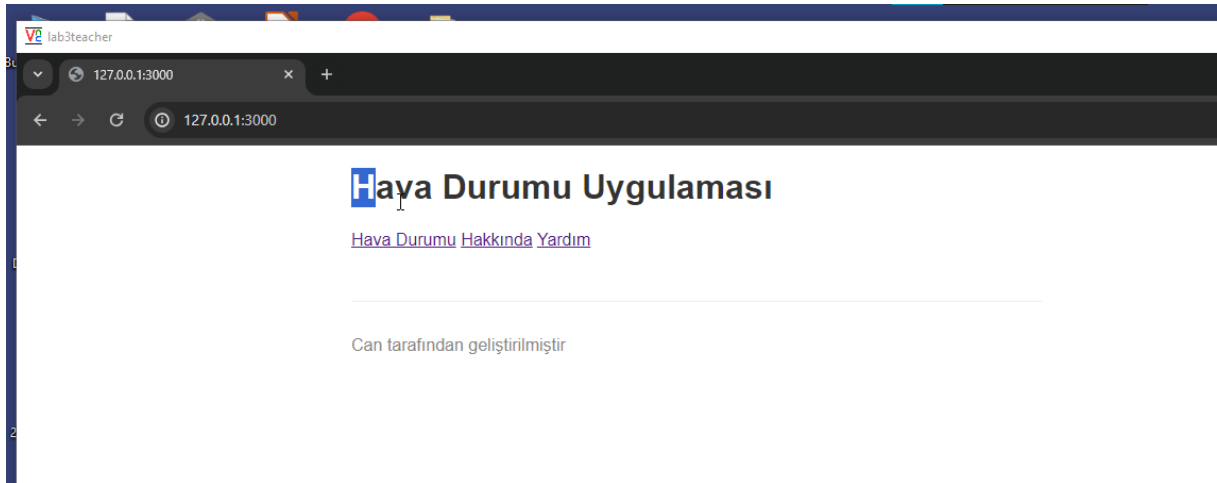 lab3teacher
127.0.0.1:3000
127.0.0.1:3000
Hava Durumu Uygulaması
Hava Durumu Hakkında Yardım
Can tarafından geliştirilmiştir